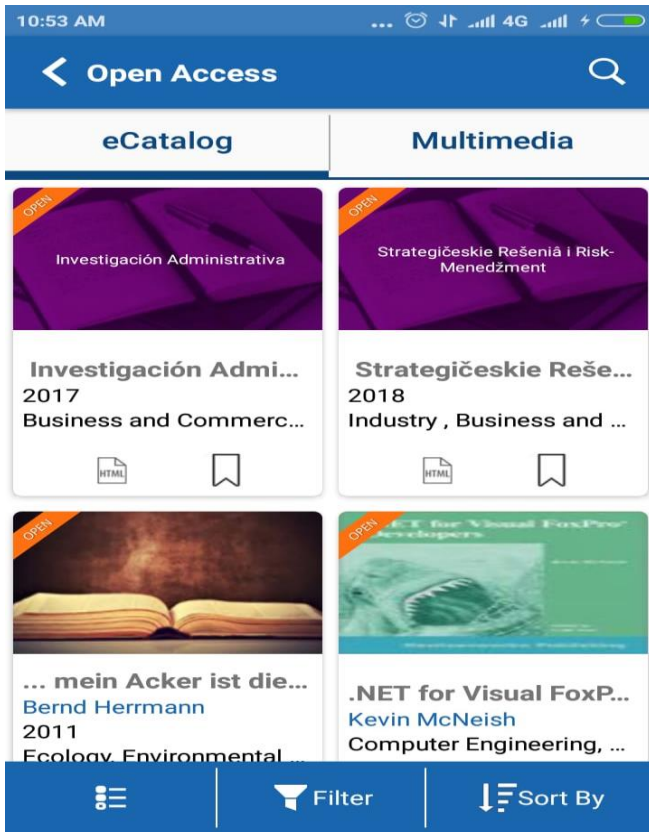 10:53 AM ... 4G
Open Access
eCatalog Multimedia
OPEN
Investigación Administrativa
Investigación Admi...
2017
Business and Commerc...
HTML
OPEN
Strategičeskie Rešeniâ i Risk-
Menedžment
Strategičeskie Reše...
2018
Industry , Business and ...
HTML
OPEN
... mein Acker ist die...
Bernd Herrmann
2011
Ecology, Environmental ...
OPEN
.NET for Visual FoxPro
Developers
.NET for Visual FoxP...
Kevin McNeish
Computer Engineering, ...
Filter Sort By